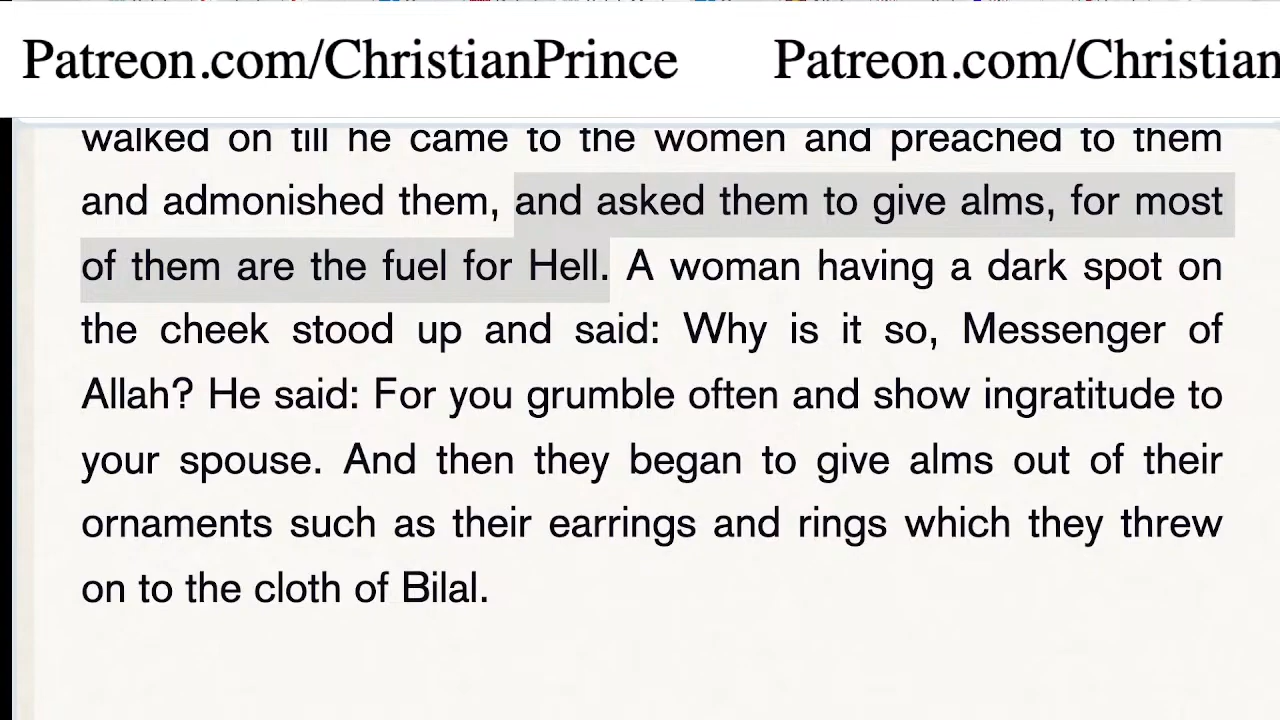 Patreon.com/ChristianPrince Patreon.com/Christian
walked on till he came to the women and preached to them
and admonished them, and asked them to give alms, for most
of them are the fuel for Hell. A woman having a dark spot on
the cheek stood up and said: Why is it so, Messenger of
Allah? He said: For you grumble often and show ingratitude to
your spouse. And then they began to give alms out of their
ornaments such as their earrings and rings which they threw
on to the cloth of Bilal.